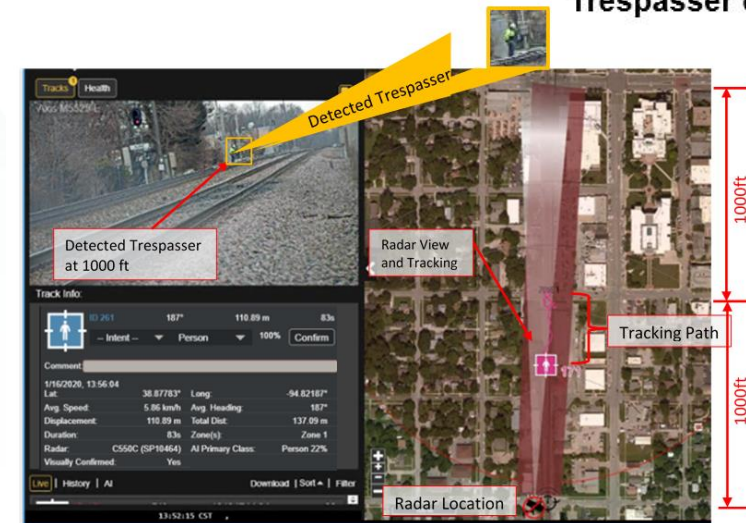 Trespasser
Tracks 1 Health
Detected Trespasser
Detected Trespasser
at 1000 ft
Radar View
and Tracking
1000ft
Tracking Path
1000ft
Radar Location
Track Info:
ID 261 187° 110.89 m 83s
-- Intent -- Person 100% Confirm
Comment:
1/16/2020, 13:56:04
Lat: 38.87783° Long: -94.82187°
Avg. Speed: 5.86 km/h Avg. Heading: 187°
Displacement: 110.89 m Total Dist: 137.09 m
Duration: 83s Zone(s): Zone 1
Radar: C550C (SP10464) AI Primary Class: Person 22%
Visually Confirmed: Yes
Live | History | AI Download | Sort | Filter
13:52:15 CST